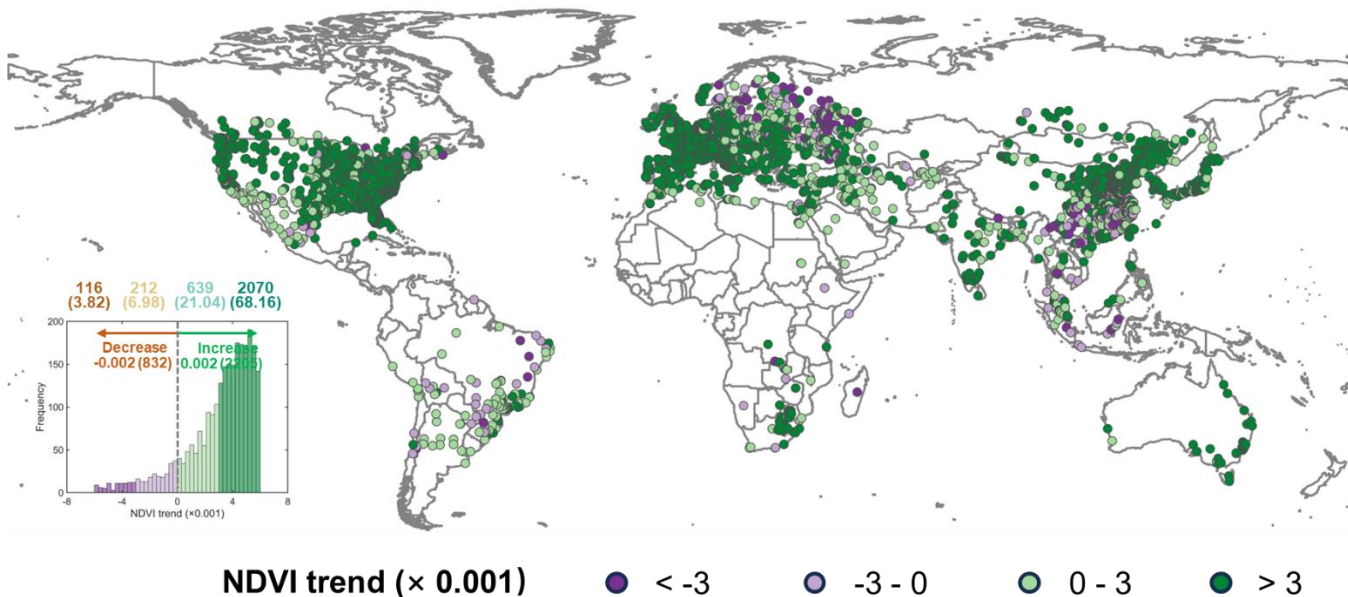 116 212 639 2070
(3.82) (6.98) (21.04) (68.16)
200
Decrease Increase
-0.002 (832) 0.002 (2205)
150
Frequency
100
50
0
-8 -4 0 4 8
NDVI trend (×0.001)
NDVI trend (× 0.001) < -3 -3 - 0 0 - 3 > 3